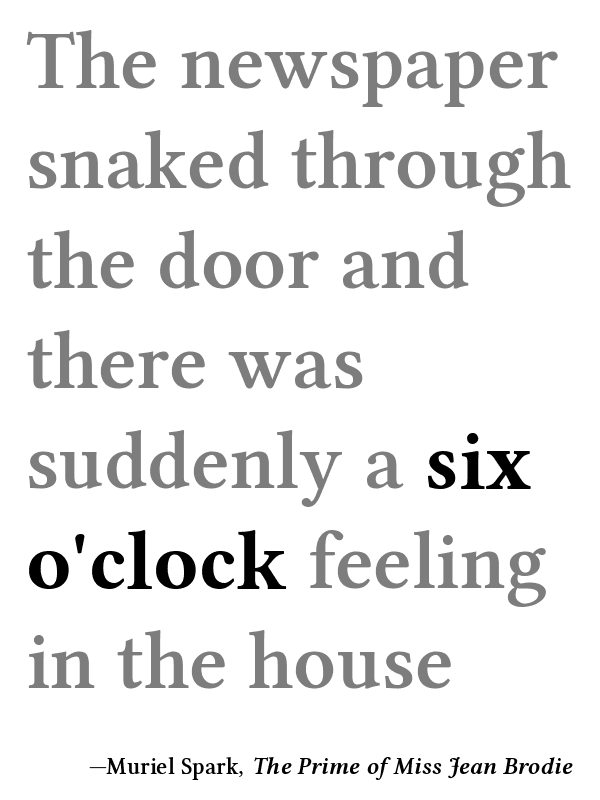 The newspaper
snaked through
the door and
there was
suddenly a six
o'clock feeling
in the house
—Muriel Spark, The Prime of Miss Jean Brodie